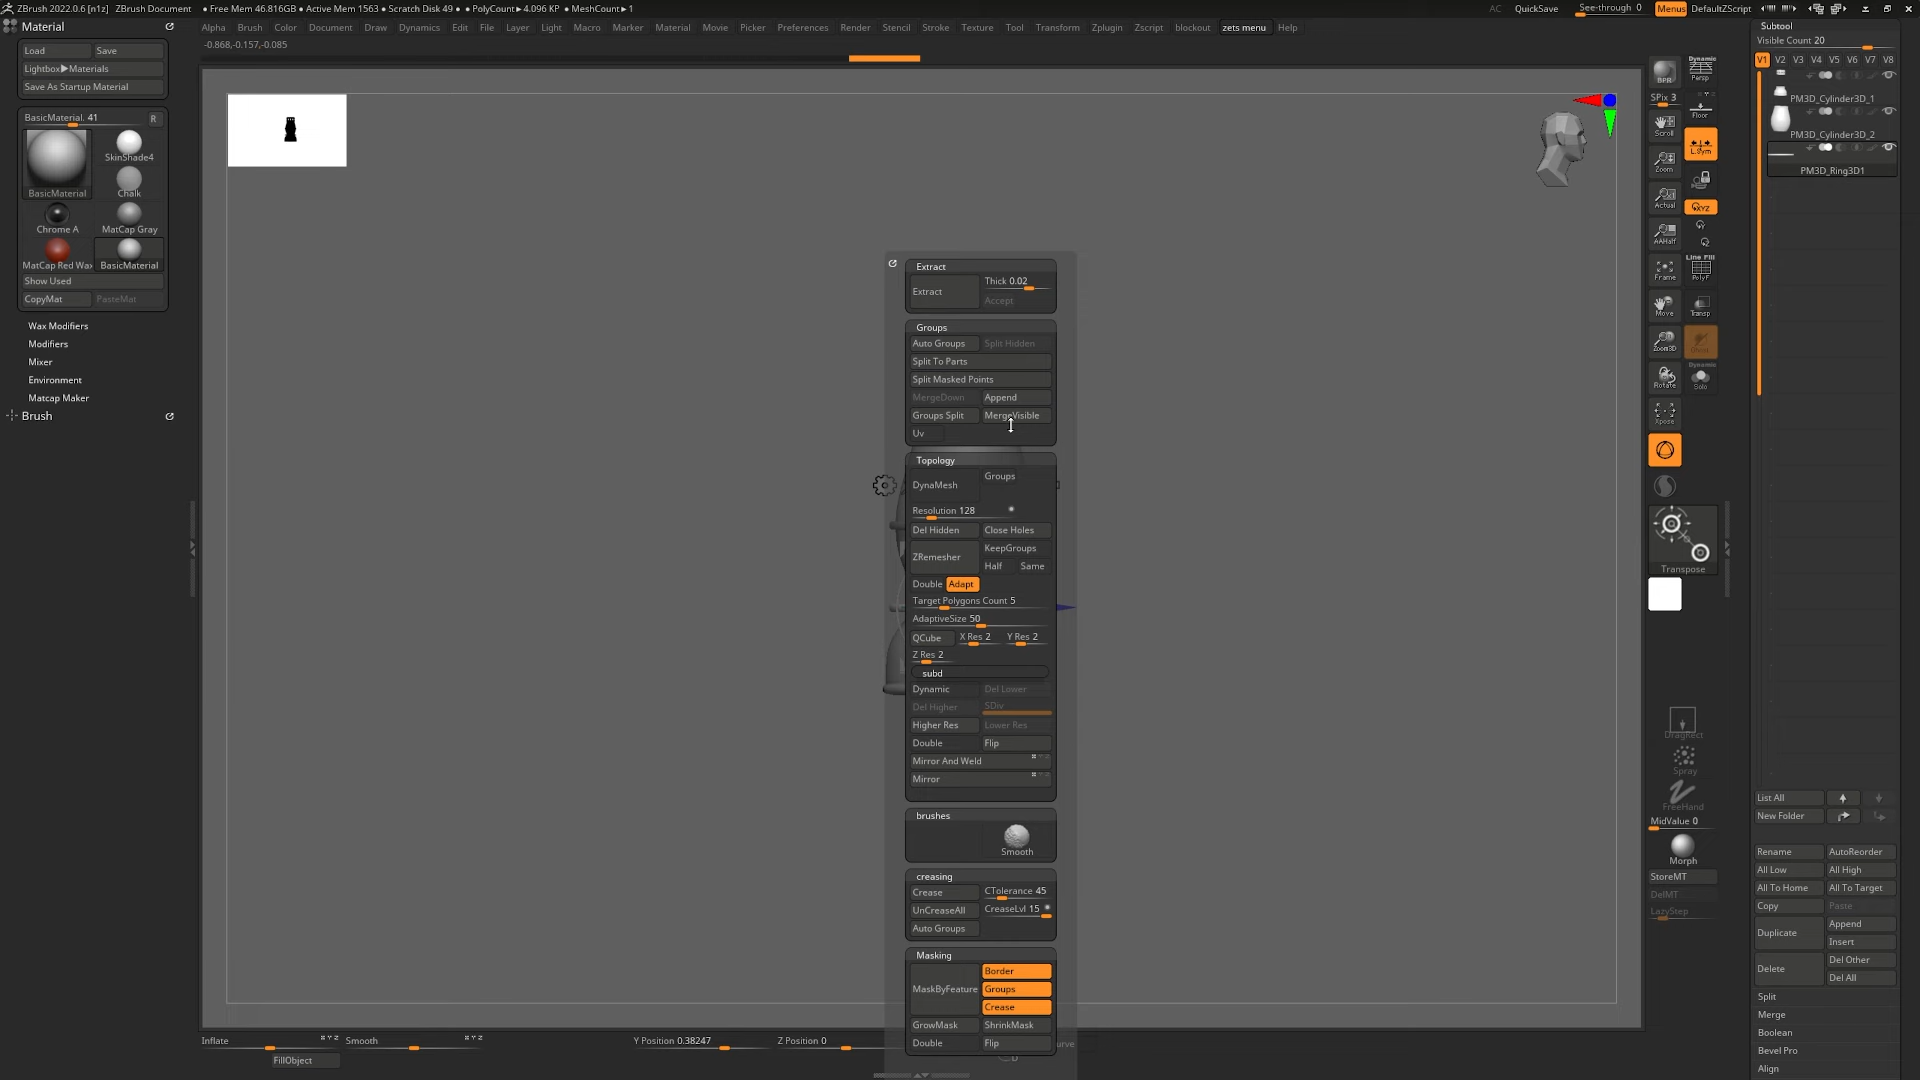 ZBrush 2022.0.6 [n1z] ZBrush Document • Free Mem 46.816GB • Active Mem 1563 • Scratch Disk 49 • • PolyCount▸ 4.096 KP • MeshCount▸ 1 AC QuickSave See-through 0 Menus DefaultZScript
Alpha Brush Color Document Draw Dynamics Edit File Layer Light Macro Marker Material Movie Picker Preferences Render Stencil Stroke Texture Tool Transform Zplugin Zscript blockout zets menu Help
-0.868,-0.157,-0.085
Material
Load Save
Lightbox▶Materials
Save As Startup Material
BasicMaterial. 41 R
BasicMaterial
SkinShade4
Chalk
Chrome A MatCap Gray
MatCap Red Wax BasicMaterial
Show Used
CopyMat PasteMat
Wax Modifiers
Modifiers
Mixer
Environment
Matcap Maker
Brush
Extract
Extract Thick 0.02
Accept
Groups
Auto Groups Split Hidden
Split To Parts
Split Masked Points
MergeDown Append
Groups Split MergeVisible
Uv
Topology
DynaMesh Groups
Resolution 128
Del Hidden Close Holes
ZRemesher KeepGroups
Half Same
Double Adapt
Target Polygons Count 5
AdaptiveSize 50
QCube X Res 2 Y Res 2
Z Res 2
subd
Dynamic Del Lower
Del Higher SDiv
Higher Res Lower Res
Double Flip
Mirror And Weld
Mirror
brushes
Smooth
creasing
Crease CTolerance 45
UnCreaseAll CreaseLvl 15
Auto Groups
Masking
MaskByFeature Border
Groups
Crease
GrowMask ShrinkMask
Double Flip
Inflate Smooth Y Position 0.38247 Z Position 0
FillObject
BPR
Dynamic
Persp
SPix 3
Floor
Scroll
L.Sym
Zoom
Actual
XYZ
AAHalf
Line Fill
Frame PolyF
Move Transp
Zoom3D
Dynamic
Rotate Solo
Xpose
Transpose
DragRect
Spray
FreeHand
MidValue 0
Morph
StoreMT
DelMT
LazyStep
Subtool
Visible Count 20
V1 V2 V3 V4 V5 V6 V7 V8
PM3D_Cylinder3D_1
PM3D_Cylinder3D_2
PM3D_Ring3D1
List All
New Folder
Rename AutoReorder
All Low All High
All To Home All To Target
Copy Paste
Duplicate Append
Insert
Delete Del Other
Del All
Split
Merge
Boolean
Bevel Pro
Align